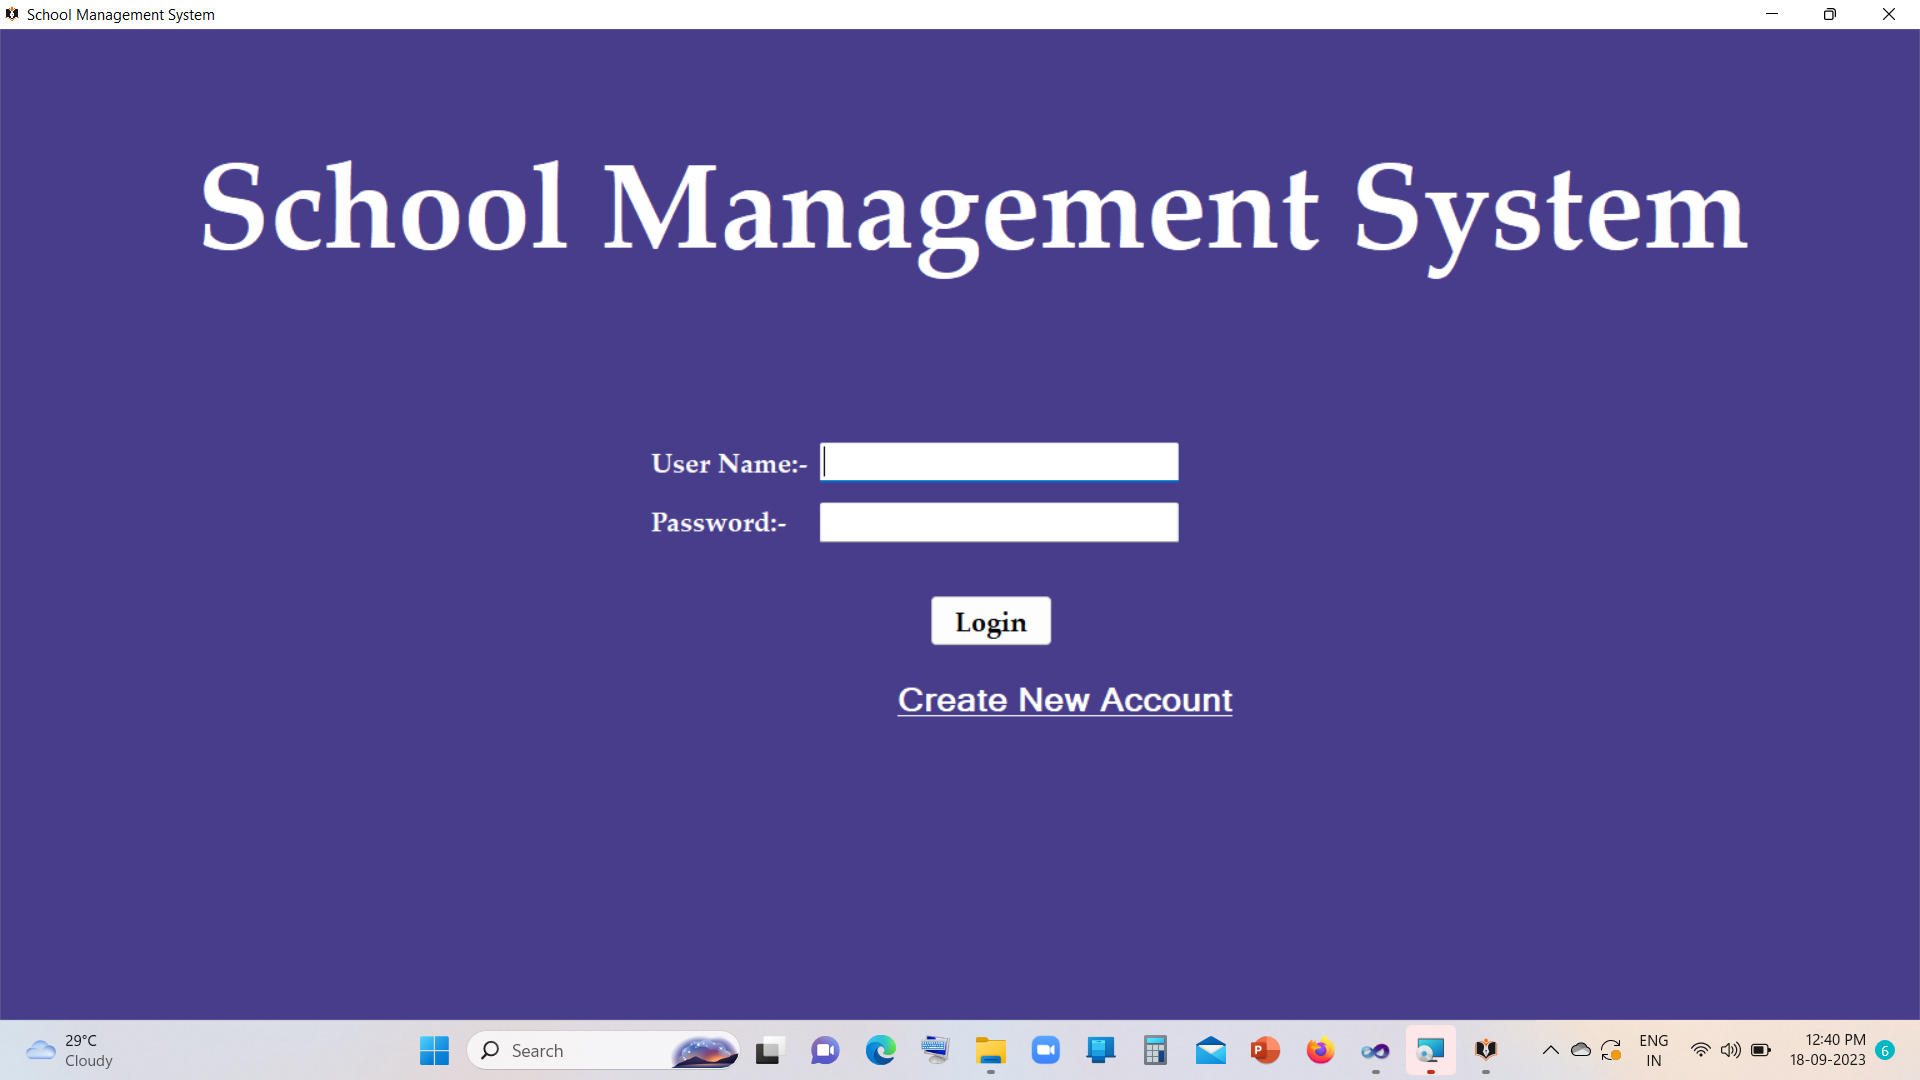 School Management System
School Management System
User Name:-
Password:-
Login
Create New Account
29°C
Cloudy
Search
ENG
IN
12:40 PM
18-09-2023
6